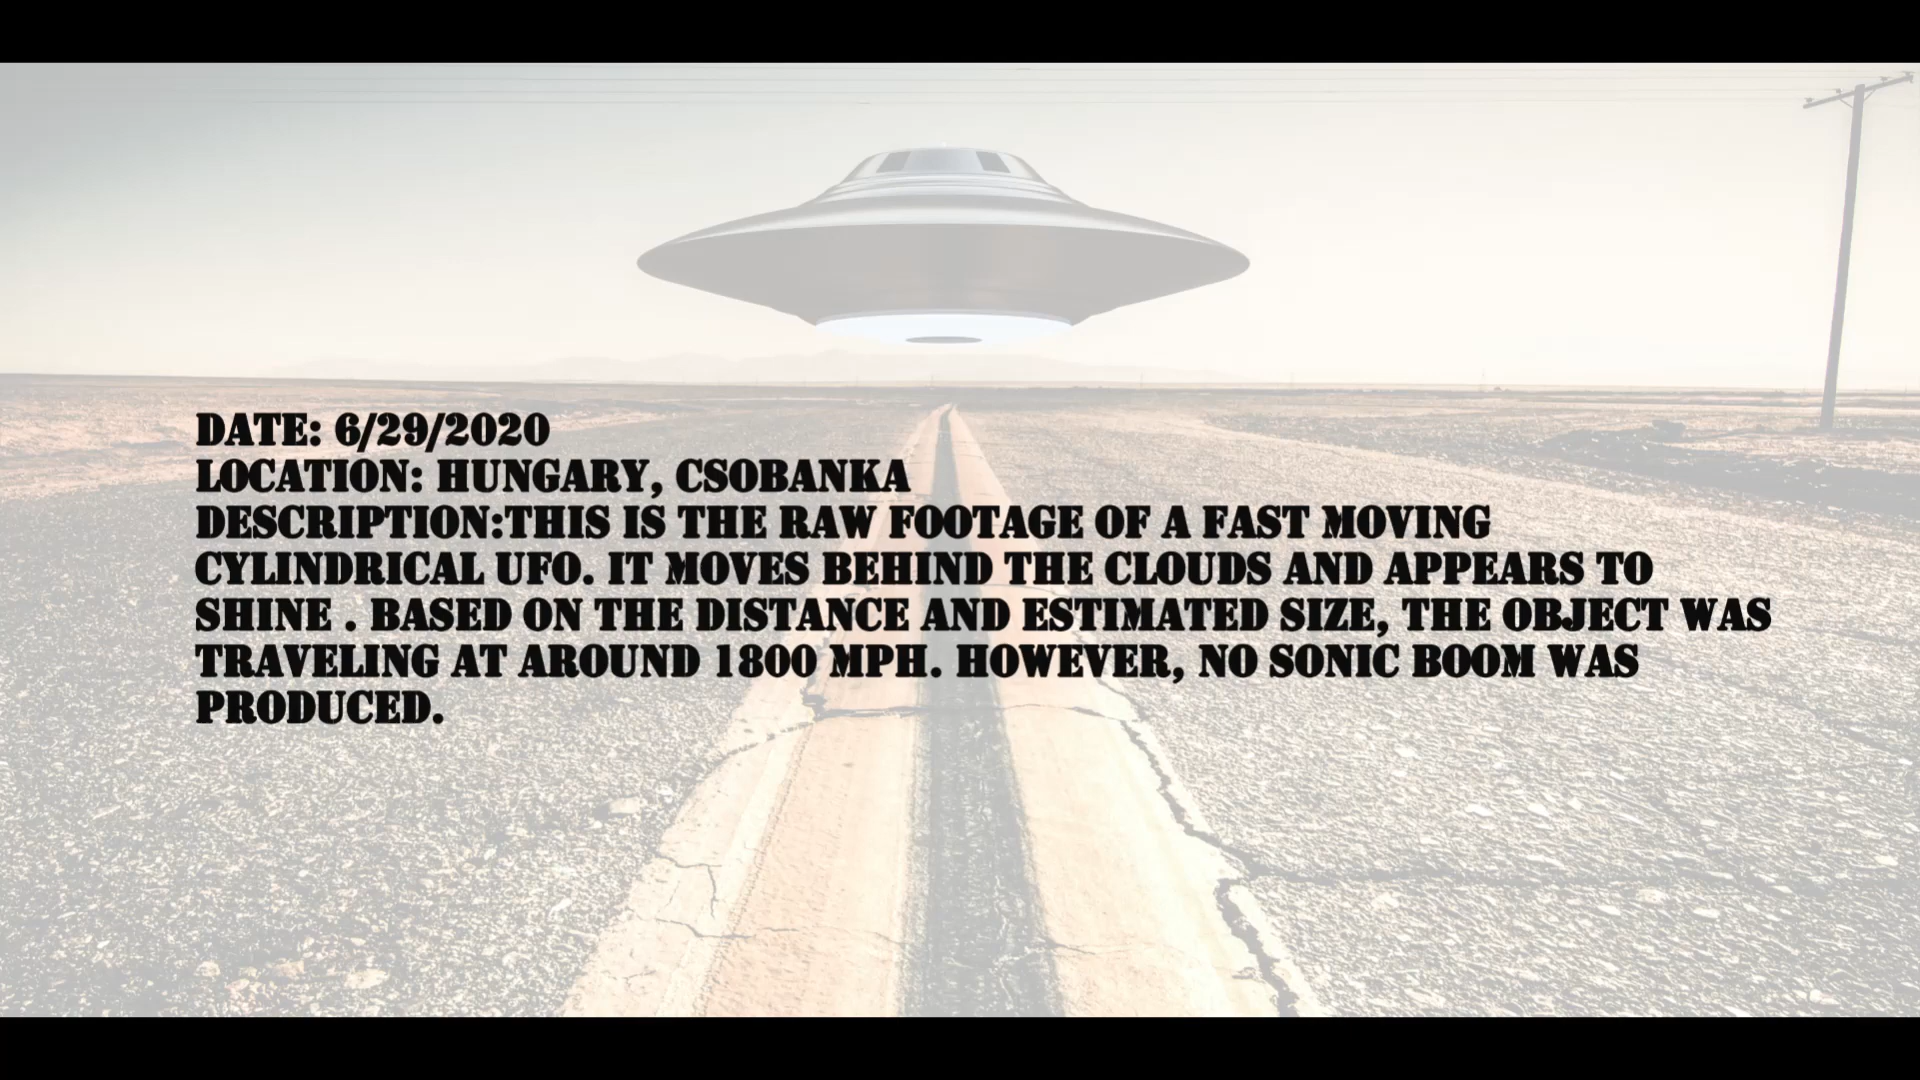 DATE: 6/29/2020
LOCATION: HUNGARY, CSOBANKA
DESCRIPTION:THIS IS THE RAW FOOTAGE OF A FAST MOVING
CYLINDRICAL UFO. IT MOVES BEHIND THE CLOUDS AND APPEARS TO
SHINE . BASED ON THE DISTANCE AND ESTIMATED SIZE, THE OBJECT WAS
TRAVELING AT AROUND 1800 MPH. HOWEVER, NO SONIC BOOM WAS
PRODUCED.